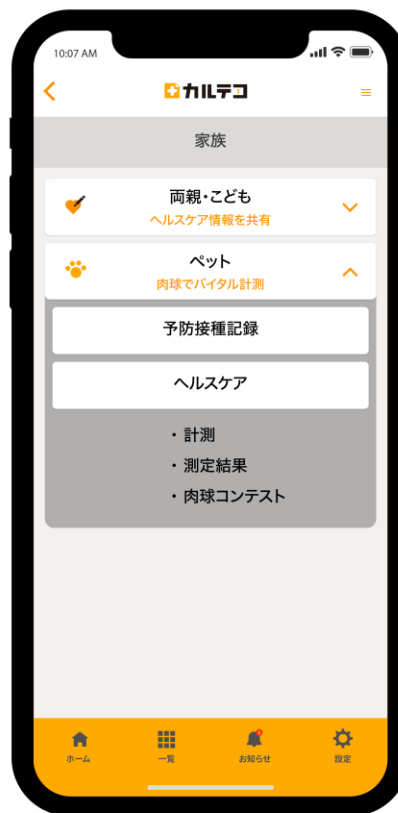 10:07 AM
カルテコ
家族
両親・こども
ヘルスケア情報を共有
ペット
肉球でバイタル計測
予防接種記録
ヘルスケア
・計測
・測定結果
・肉球コンテスト
ホーム
一覧
お知らせ
設定